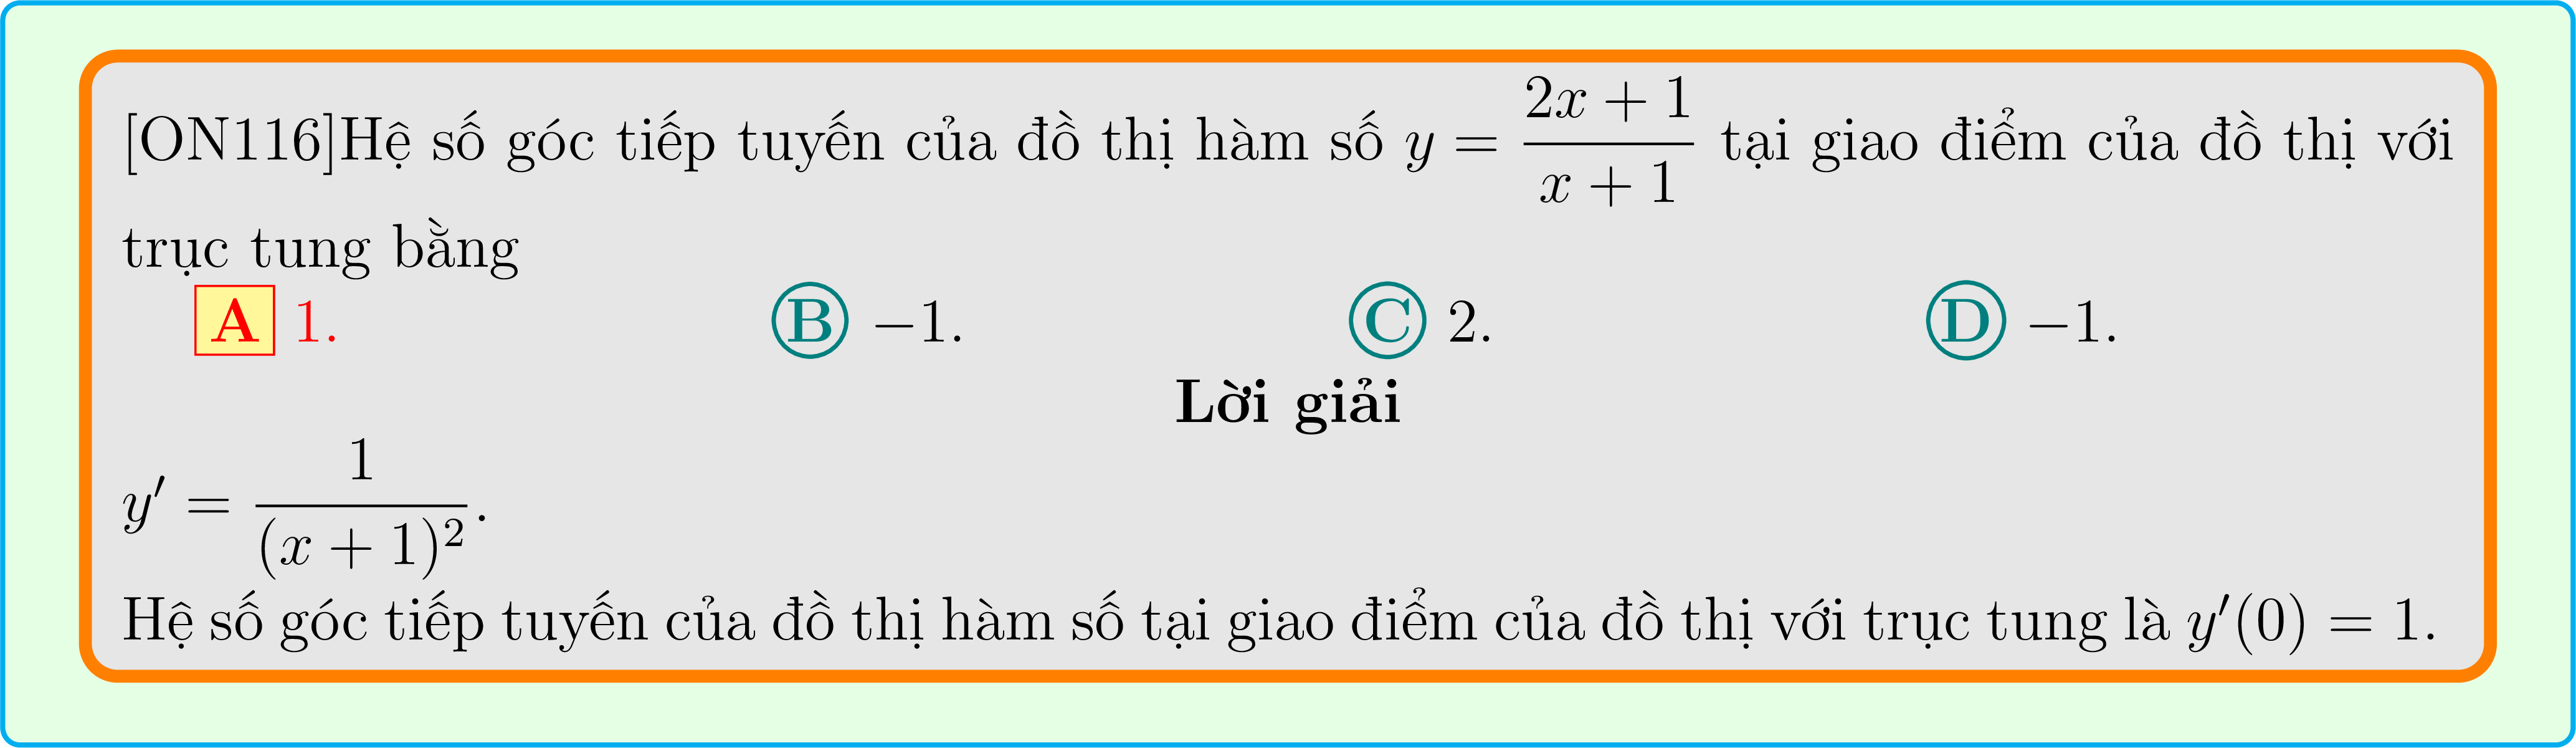 [ON116]Hệ số góc tiếp tuyến của đồ thị hàm số $y = \dfrac{2x+1}{x+1}$ tại giao điểm của đồ thị với
trục tung bằng
A 1. B −1. C 2. D −1.
Lời giải
$y' = \dfrac{1}{(x+1)^2}$.
Hệ số góc tiếp tuyến của đồ thị hàm số tại giao điểm của đồ thị với trục tung là $y'(0) = 1$.